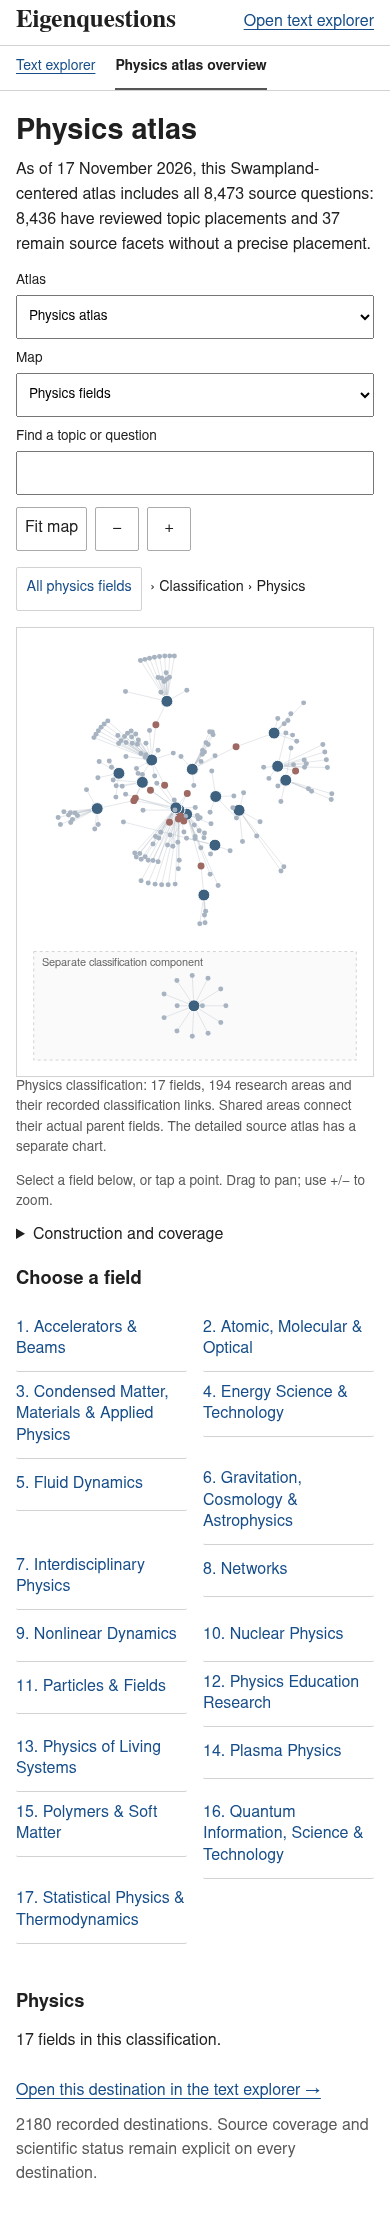 Eigenquestions
Open text explorer
Text explorer
Physics atlas overview
Physics atlas
As of 17 November 2026, this Swampland-
centered atlas includes all 8,473 source questions:
8,436 have reviewed topic placements and 37
remain source facets without a precise placement.
Atlas
Physics atlas
Map
Physics fields
Find a topic or question
Fit map
–
+
All physics fields
› Classification › Physics
Separate classification component
Physics classification: 17 fields, 194 research areas and
their recorded classification links. Shared areas connect
their actual parent fields. The detailed source atlas has a
separate chart.
Select a field below, or tap a point. Drag to pan; use +/– to
zoom.
Construction and coverage
Choose a field
1. Accelerators &
Beams
2. Atomic, Molecular &
Optical
3. Condensed Matter,
Materials & Applied
Physics
4. Energy Science &
Technology
5. Fluid Dynamics
6. Gravitation,
Cosmology &
Astrophysics
7. Interdisciplinary
Physics
8. Networks
9. Nonlinear Dynamics
10. Nuclear Physics
11. Particles & Fields
12. Physics Education
Research
13. Physics of Living
Systems
14. Plasma Physics
15. Polymers & Soft
Matter
16. Quantum
Information, Science &
Technology
17. Statistical Physics &
Thermodynamics
Physics
17 fields in this classification.
Open this destination in the text explorer →
2180 recorded destinations. Source coverage and
scientific status remain explicit on every
destination.